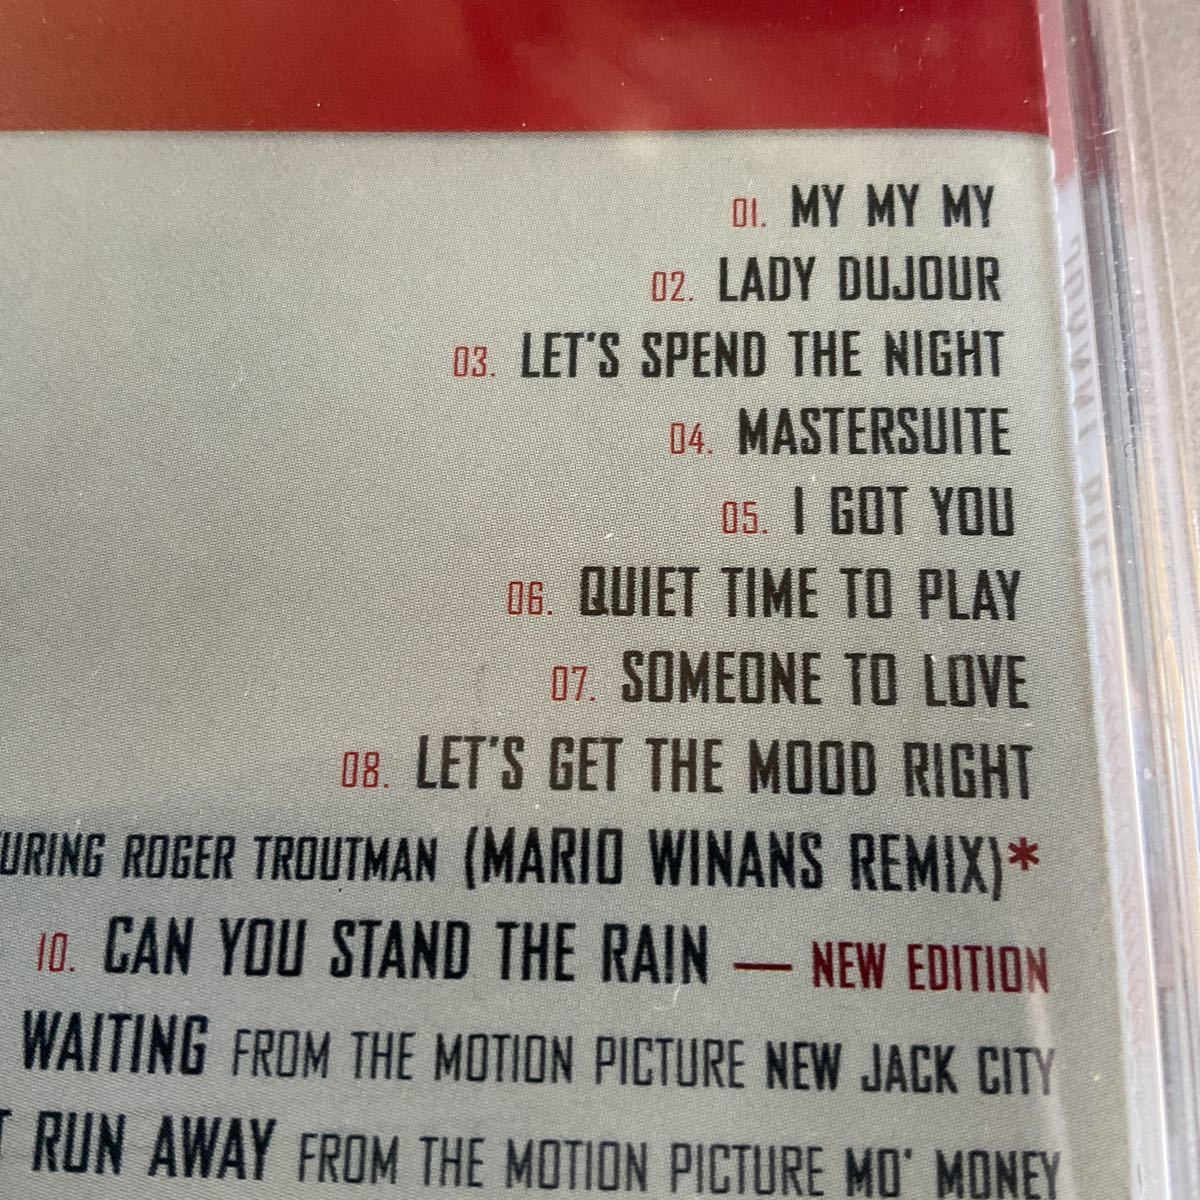 01. MY MY MY
02. LADY DUJOUR
03. LET'S SPEND THE NIGHT
04. MASTERSUITE
05. I GOT YOU
06. QUIET TIME TO PLAY
07. SOMEONE TO LOVE
08. LET'S GET THE MOOD RIGHT
URING ROGER TROUTMAN (MARIO WINANS REMIX)*
10. CAN YOU STAND THE RAIN — NEW EDITION
WAITING FROM THE MOTION PICTURE NEW JACK CITY
T RUN AWAY FROM THE MOTION PICTURE MO' MONEY